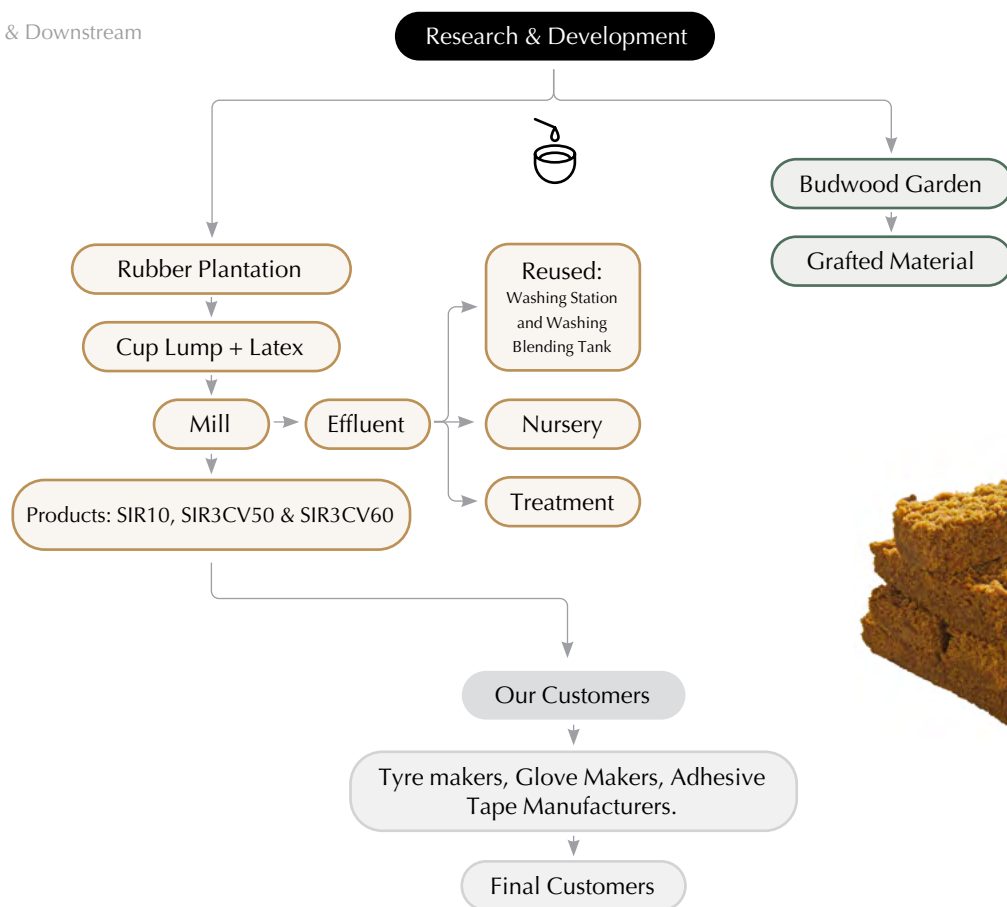 & Downstream
Research & Development
Budwood Garden
Grafted Material
Rubber Plantation
Cup Lump + Latex
Mill
Effluent
Reused:
Washing Station
and Washing
Blending Tank
Nursery
Treatment
Products: SIR10, SIR3CV50 & SIR3CV60
Our Customers
Tyre makers, Glove Makers, Adhesive
Tape Manufacturers.
Final Customers